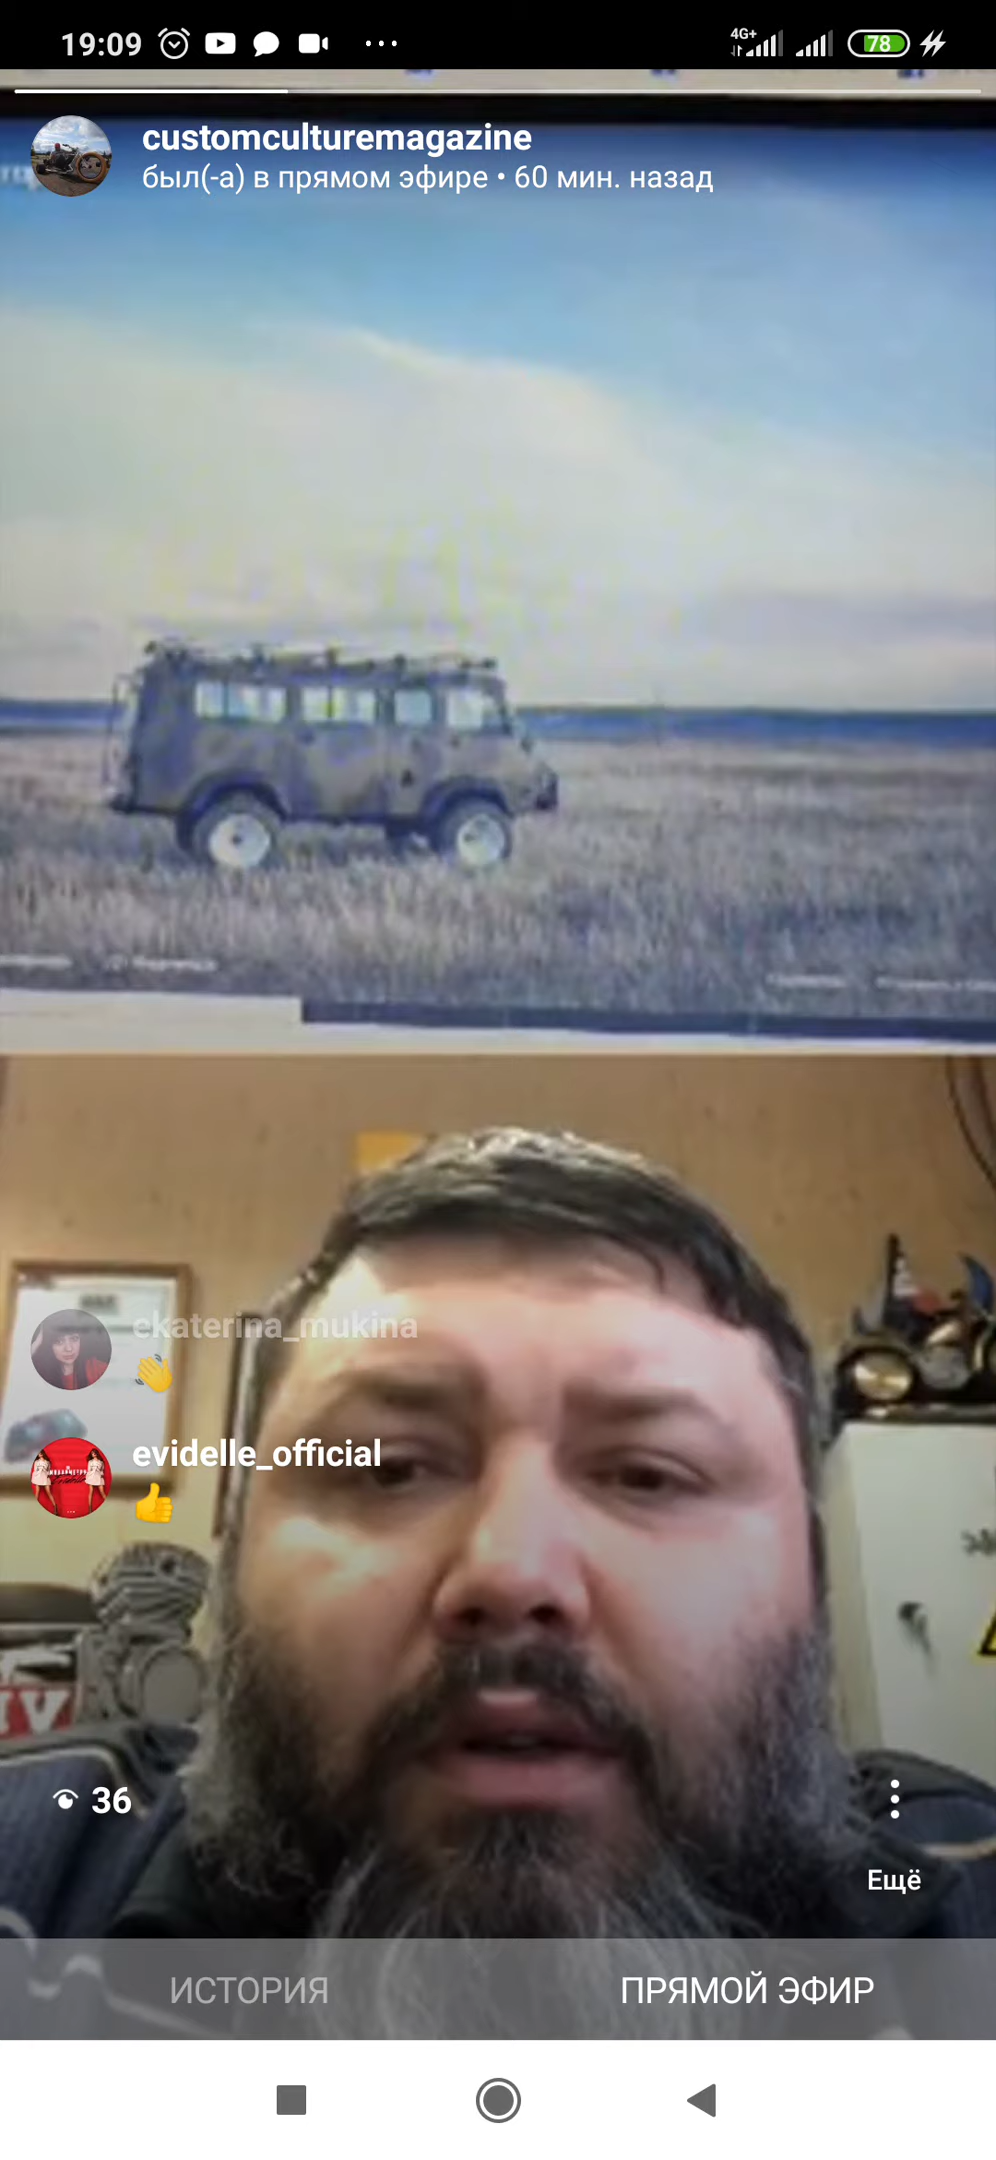 19:09
4G+
78
customculturemagazine
был(-а) в прямом эфире • 60 мин. назад
ekaterina_mukina
👋
evidelle_official
👍
36
Ещё
ИСТОРИЯ
ПРЯМОЙ ЭФИР